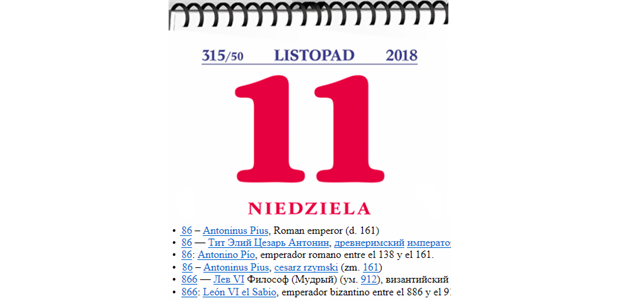 315/50 LISTOPAD 2018
11
NIEDZIELA
• 86 – Antoninus Pius, Roman emperor (d. 161)
• 86 — Тит Элий Цезарь Антонин, древнеримский императо
• 86: Antonino Pío, emperador romano entre el 138 y el 161.
• 86 – Antoninus Pius, cesarz rzymski (zm. 161)
• 866 — Лев VI Философ (Мудрый) (ум. 912), византийский
• 866: León VI el Sabio, emperador bizantino entre el 886 y el 9